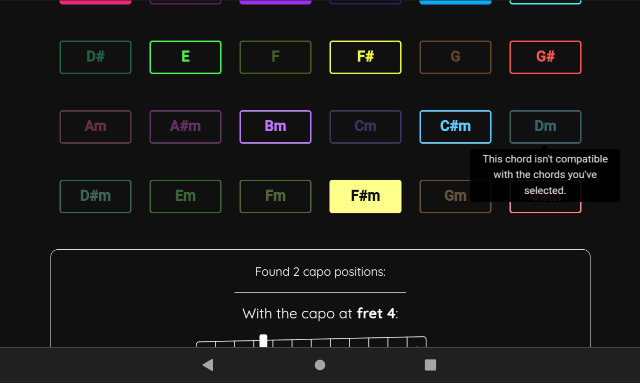 D# E F F# G G#
Am A#m Bm Cm C#m Dm
This chord isn't compatible
with the chords you've
selected.
D#m Em Fm F#m Gm
Found 2 capo positions:
With the capo at fret 4: